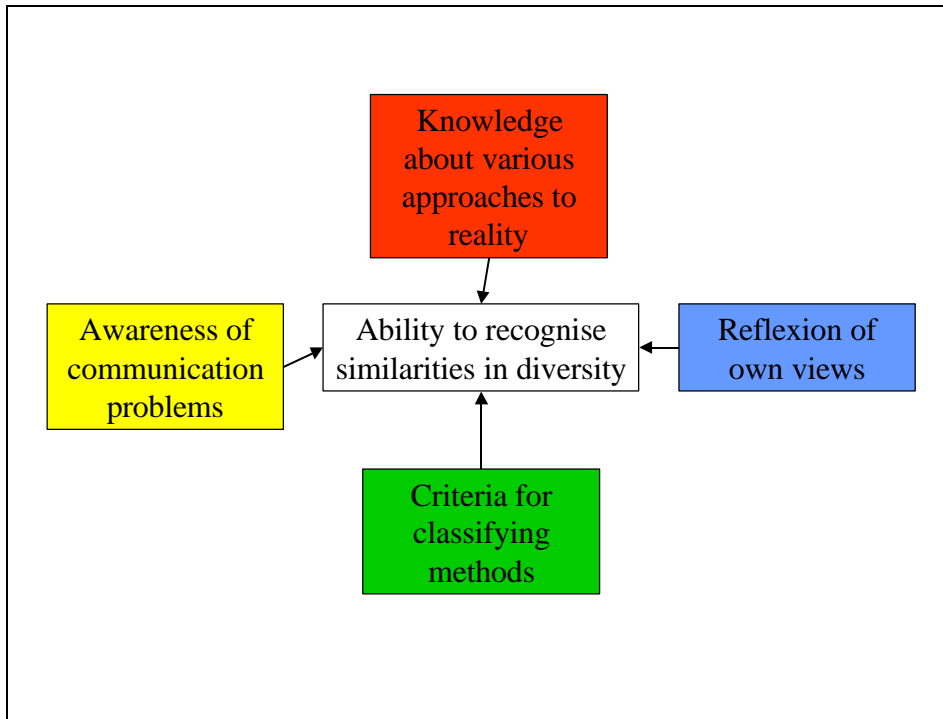 Knowledge
about various
approaches to
reality
Awareness of
communication
problems
Ability to recognise
similarities in diversity
Reflexion of
own views
Criteria for
classifying
methods